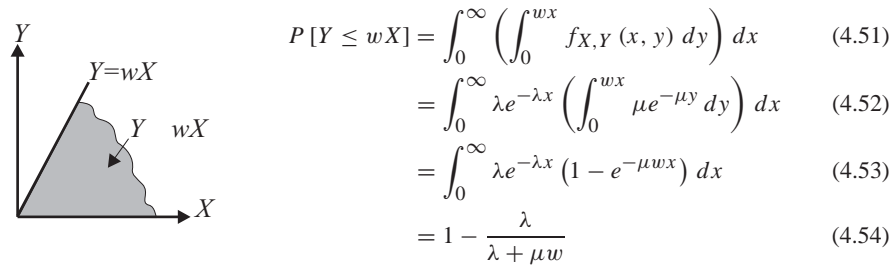 Y
Y=wX
Y   wX
X
P [Y ≤ wX] = ∫_0^∞ ( ∫_0^{wx} f_{X,Y} (x, y) dy ) dx (4.51)
= ∫_0^∞ λe^{−λx} ( ∫_0^{wx} μe^{−μy} dy ) dx (4.52)
= ∫_0^∞ λe^{−λx} (1 − e^{−μwx}) dx (4.53)
= 1 − λ / (λ + μw) (4.54)